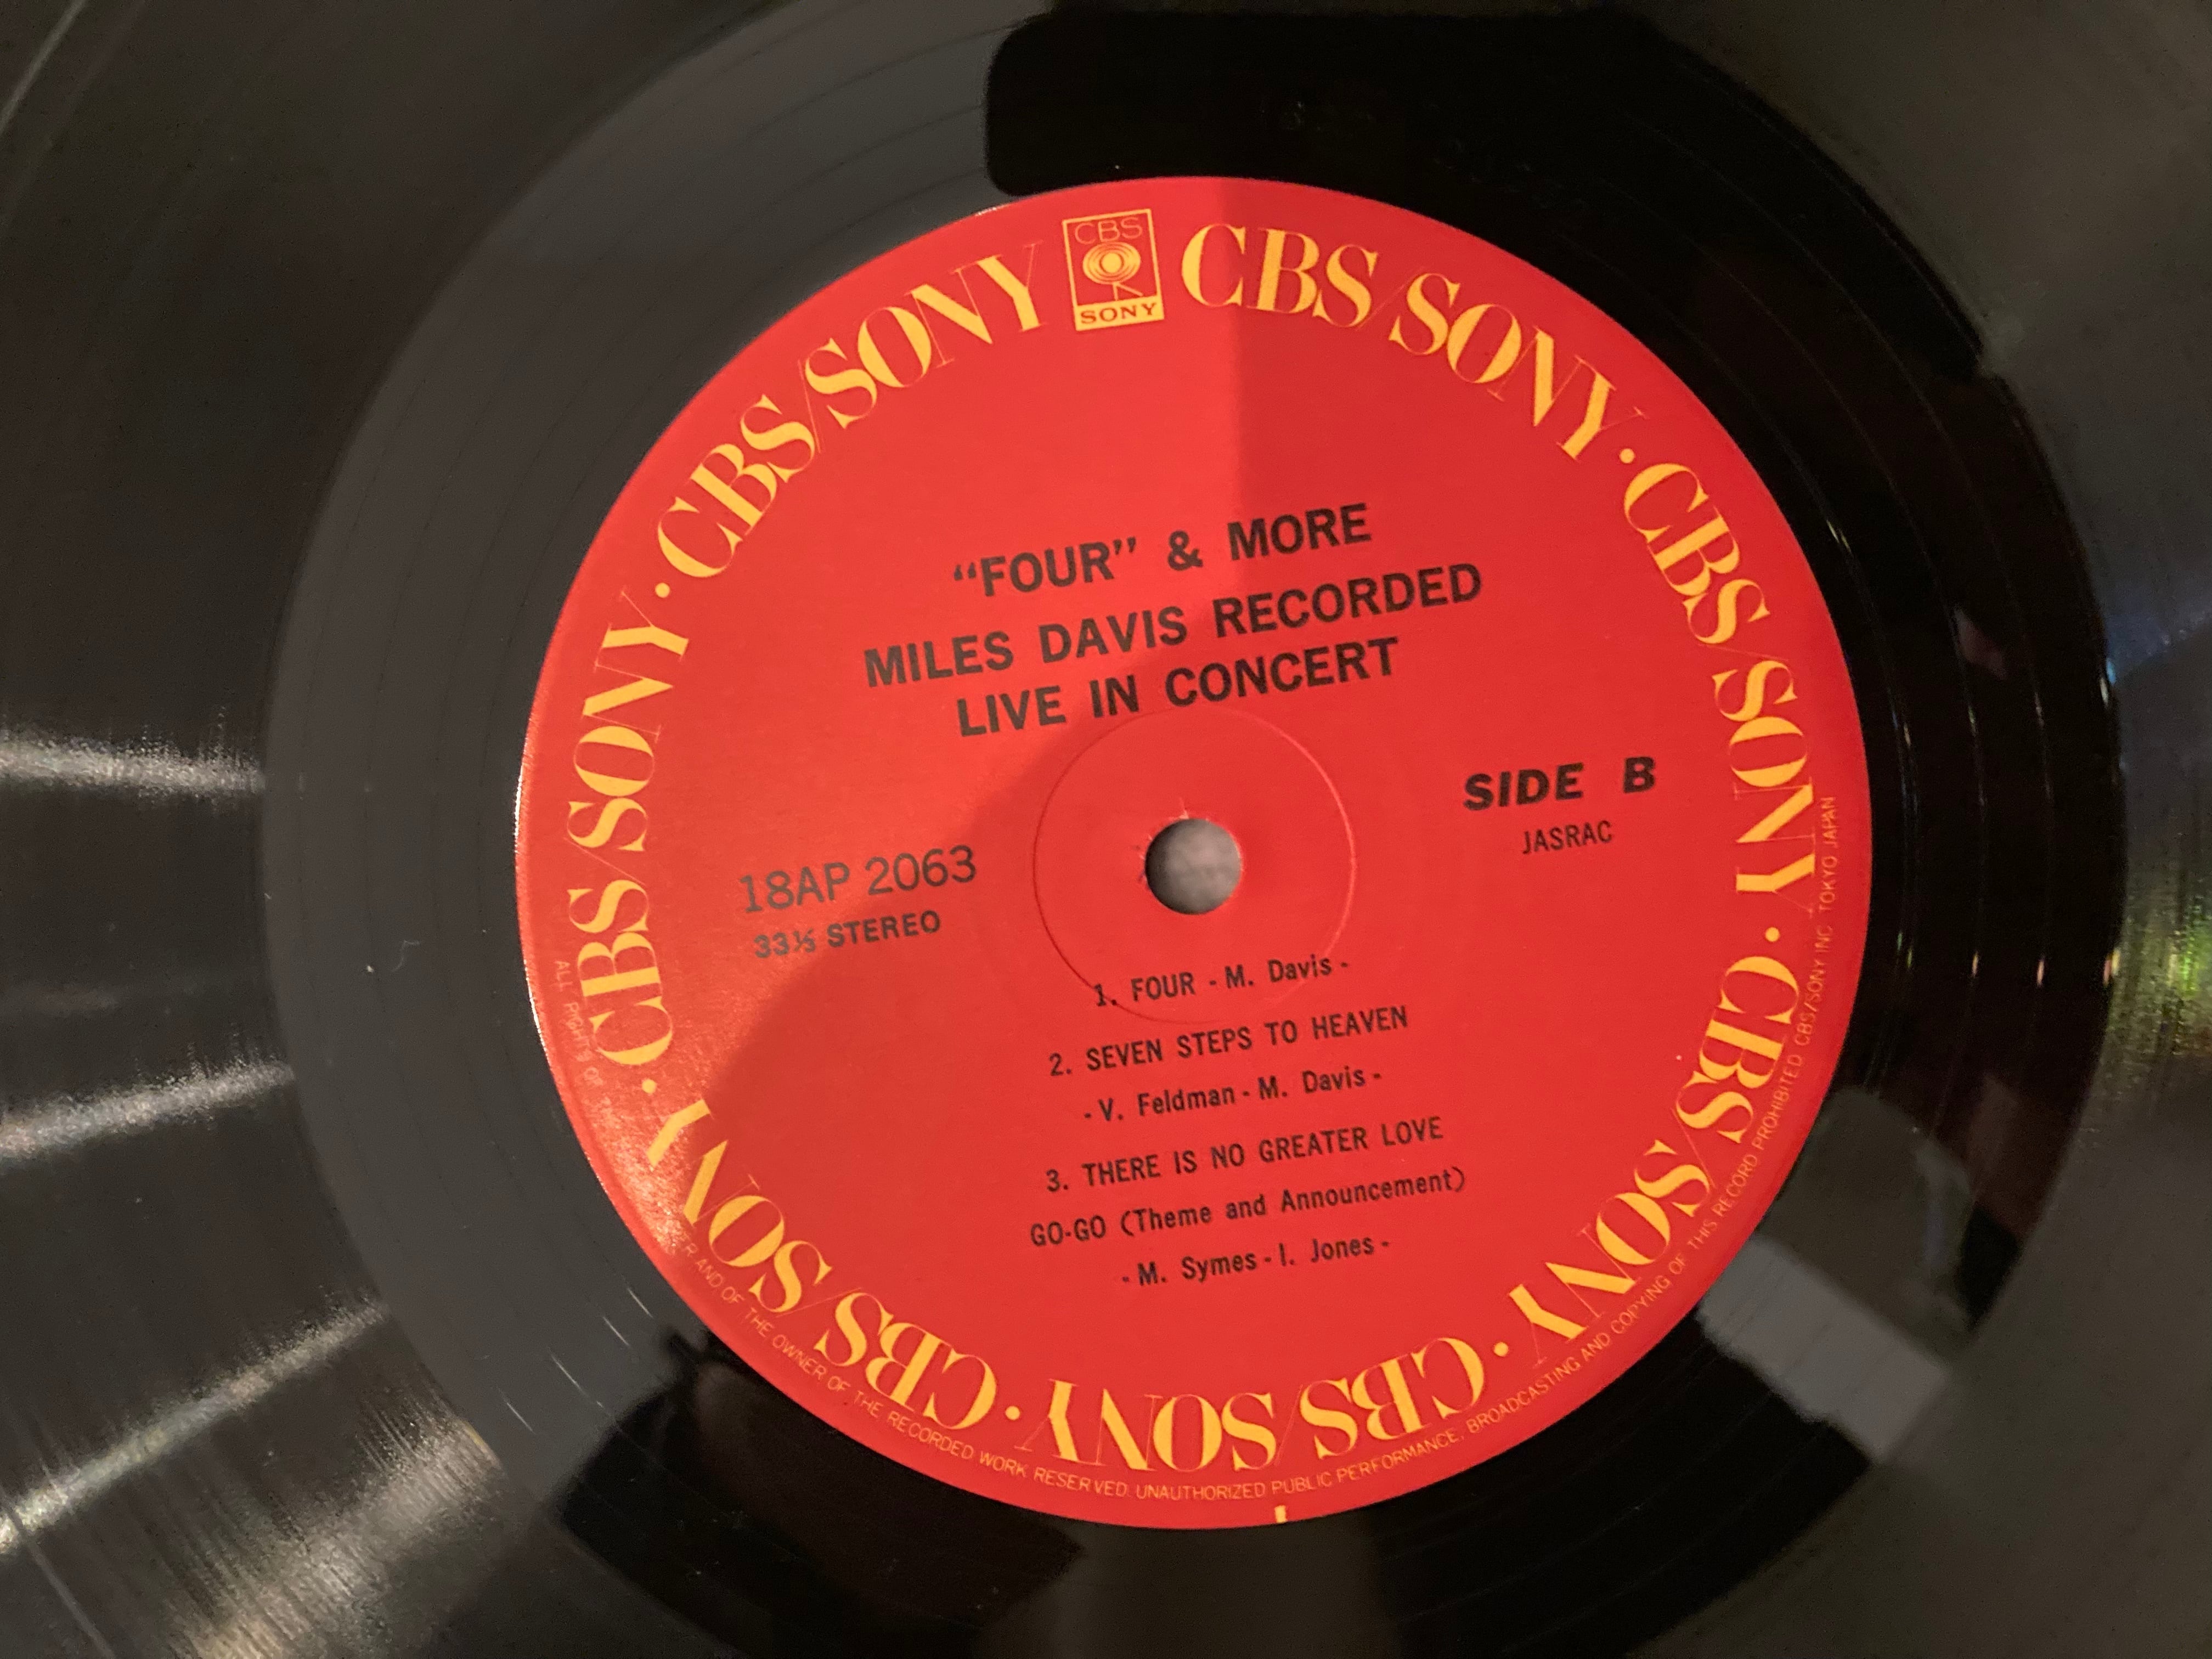 CBS
SONY
CBS/SONY · CBS/SONY · CBS/SONY · CBS/SONY · CBS/SONY · CBS/SONY · CBS/SONY
"FOUR" & MORE
MILES DAVIS RECORDED
LIVE IN CONCERT
SIDE B
JASRAC
18AP 2063
33⅓ STEREO
1. FOUR - M. Davis -
2. SEVEN STEPS TO HEAVEN
- V. Feldman - M. Davis -
3. THERE IS NO GREATER LOVE
GO-GO (Theme and Announcement)
- M. Symes - I. Jones -
ALL RIGHTS OF AND OF THE OWNER OF THE RECORDED WORK RESERVED. UNAUTHORIZED PUBLIC PERFORMANCE, BROADCASTING AND COPYING OF THIS RECORD PROHIBITED CBS/SONY INC. TOKYO JAPAN